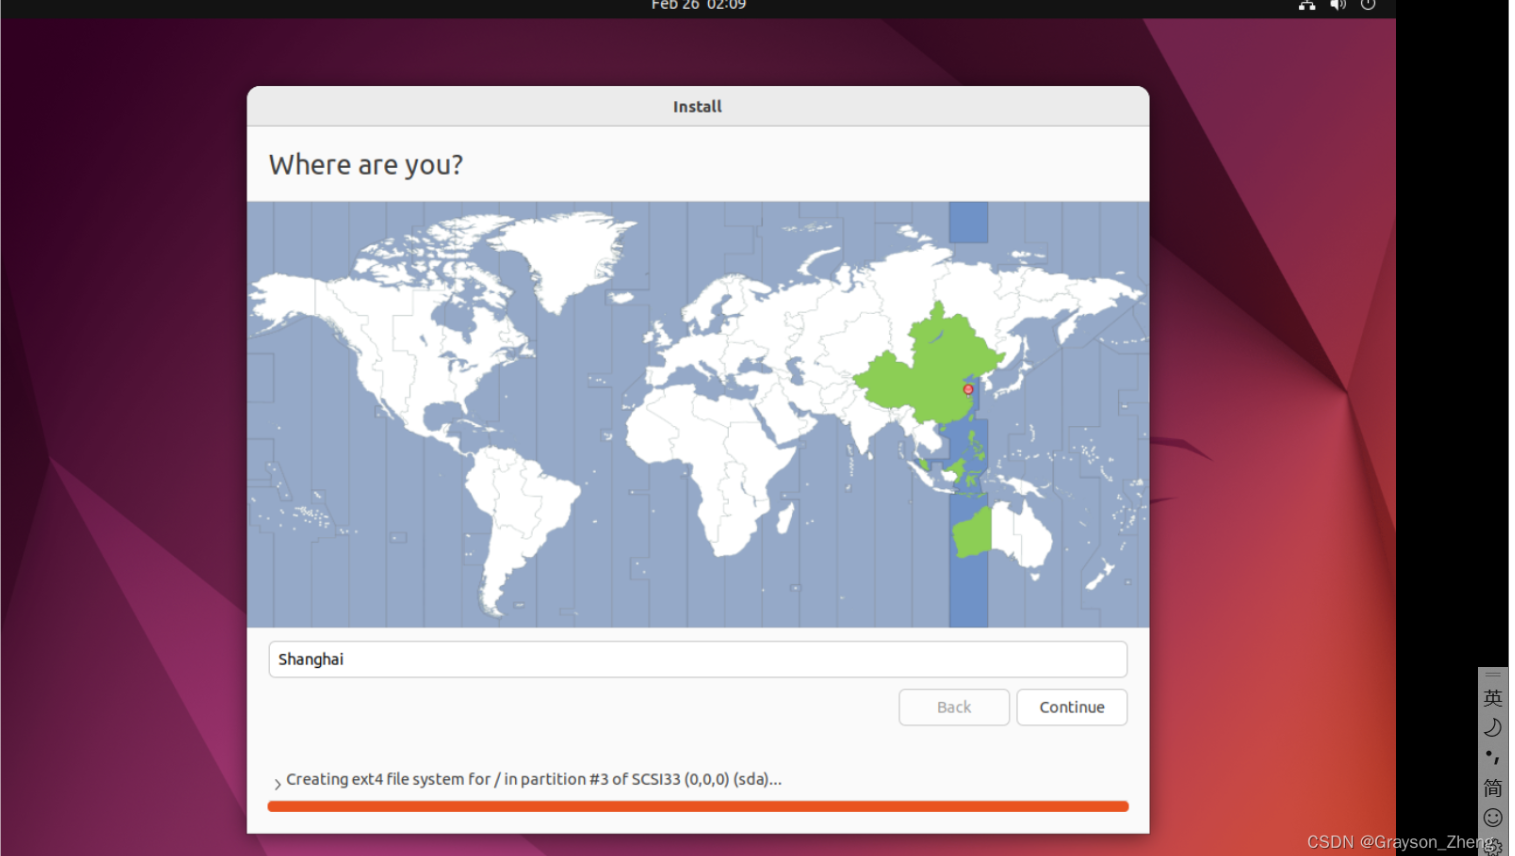 Feb 26 02:09
Install
Where are you?
Shanghai
Back
Continue
Creating ext4 file system for / in partition #3 of SCSI33 (0,0,0) (sda)...
英
简
CSDN @Grayson_Zheng